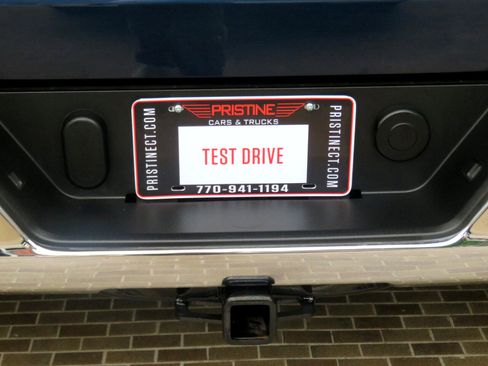 PRISTINE
CARS & TRUCKS
PRISTINECT.COM
TEST DRIVE
PRISTINECT.COM
770-941-1194